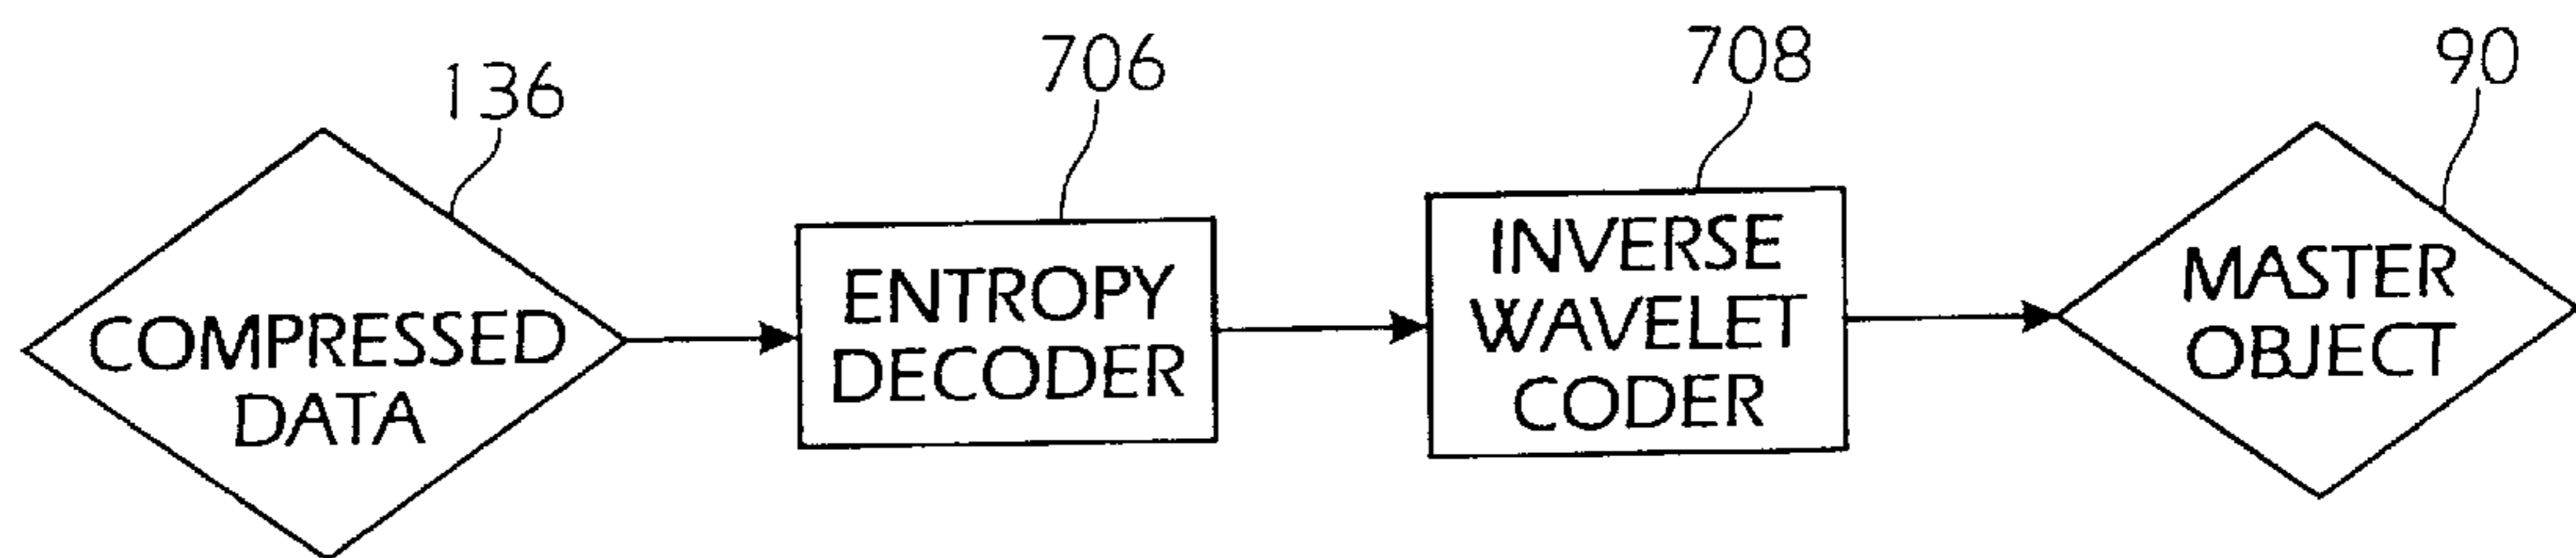 136
706
708
90
COMPRESSED
DATA
ENTROPY
DECODER
INVERSE
WAVELET
CODER
MASTER
OBJECT